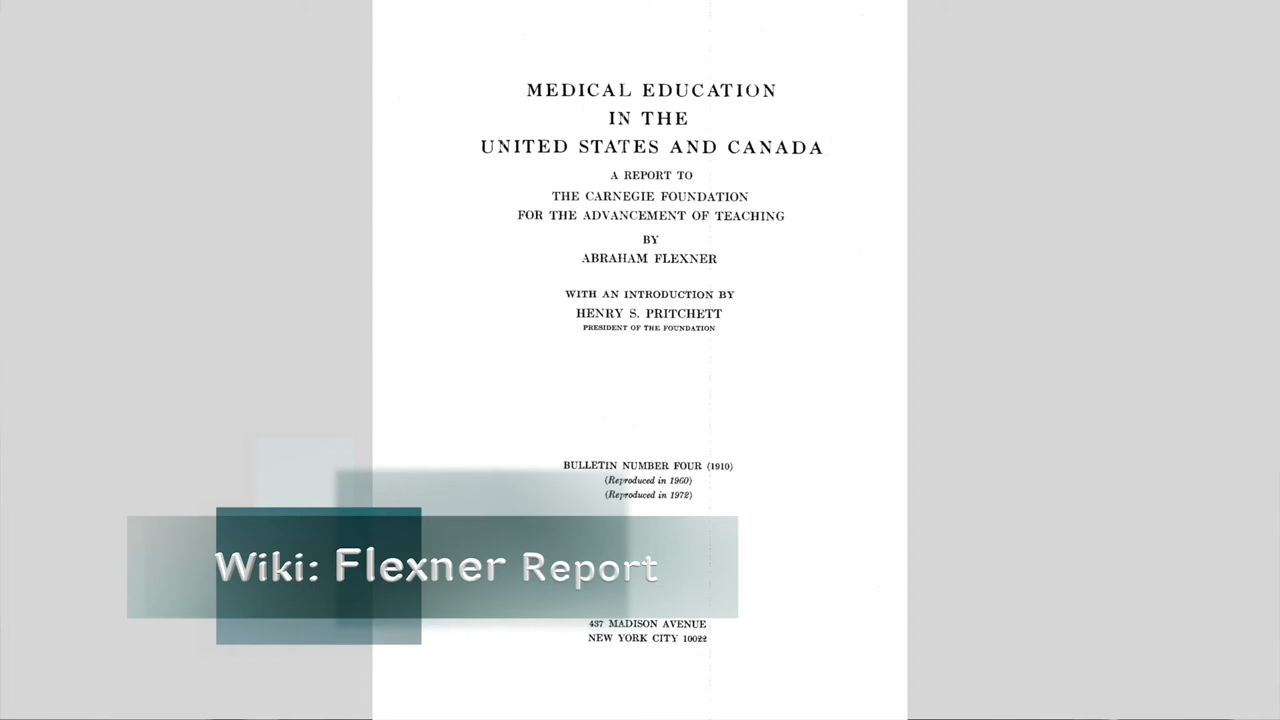 MEDICAL EDUCATION
IN THE
UNITED STATES AND CANADA
A REPORT TO
THE CARNEGIE FOUNDATION
FOR THE ADVANCEMENT OF TEACHING
BY
ABRAHAM FLEXNER
WITH AN INTRODUCTION BY
HENRY S. PRITCHETT
PRESIDENT OF THE FOUNDATION
BULLETIN NUMBER FOUR (1910)
(Reproduced in 1960)
(Reproduced in 1972)
Wiki: Flexner Report
437 MADISON AVENUE
NEW YORK CITY 10022